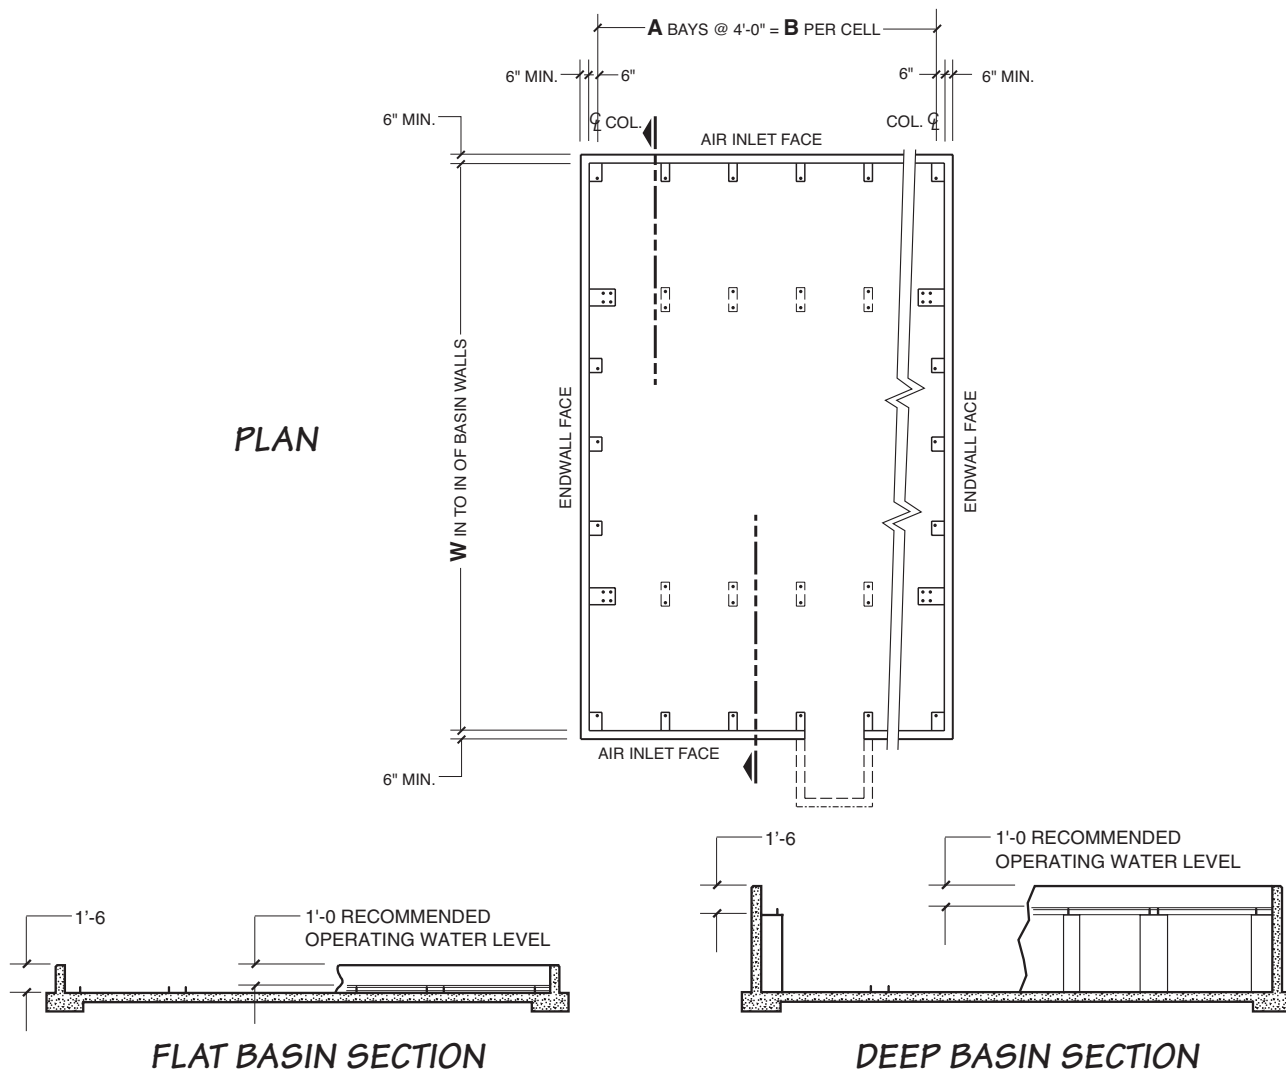 A BAYS @ 4'-0" = B PER CELL
6" MIN.
6"
6"
6" MIN.
6" MIN.
℄ COL.
COL. ℄
AIR INLET FACE
W IN TO IN OF BASIN WALLS
ENDWALL FACE
ENDWALL FACE
PLAN
AIR INLET FACE
6" MIN.
1'-6
1'-0 RECOMMENDED
OPERATING WATER LEVEL
1'-6
1'-0 RECOMMENDED
OPERATING WATER LEVEL
FLAT BASIN SECTION
DEEP BASIN SECTION